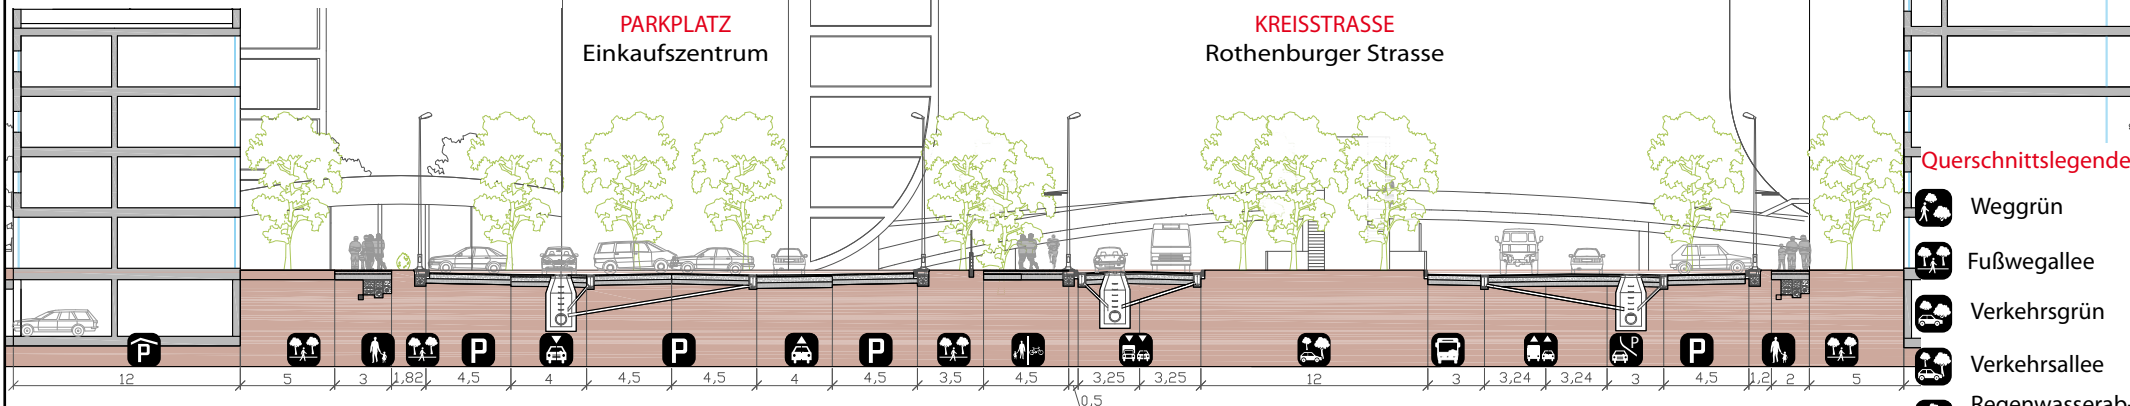 PARKPLATZ
Einkaufszentrum
KREISSTRASSE
Rothenburger Strasse
Querschnittslegende
Weggrün
Fußwegallee
Verkehrsgrün
Verkehrsallee
Regenwasserab-
P P P P P P
12 5 3 1,82 4,5 4 4,5 4,5 4 4,5 3,5 4,5 3,25 3,25 12 3 3,24 3,24 3 4,5 1,2 2 5
0,5